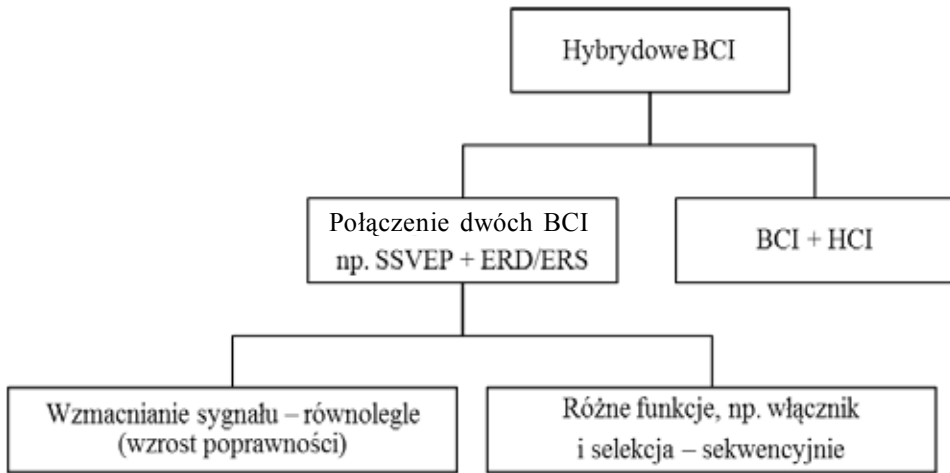 Hybrydowe BCI
Połączenie dwóch BCI
np. SSVEP + ERD/ERS
BCI + HCI
Wzmacnianie sygnału – równolegle
(wzrost poprawności)
Różne funkcje, np. włącznik
i selekcja – sekwencyjnie